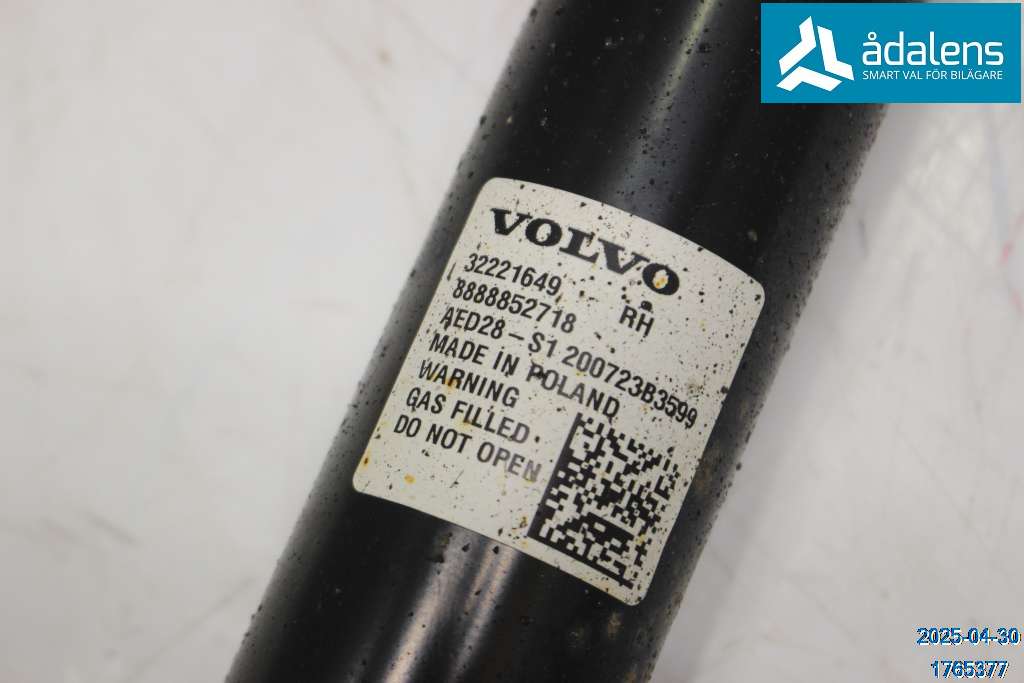 ådalens
SMART VAL FÖR BILÄGARE
VOLVO
32221649 RH
8888852718
AED28-S1 200723B3599
MADE IN POLAND
WARNING
GAS FILLED
DO NOT OPEN
2025-04-30
1765377